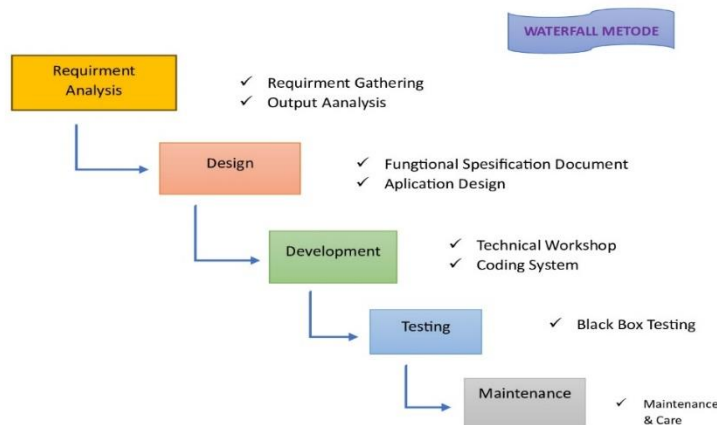 WATERFALL METODE
Requirment
Analysis
✓ Requirment Gathering
✓ Output Aanalysis
Design
✓ Fungtional Spesification Document
✓ Aplication Design
Development
✓ Technical Workshop
✓ Coding System
Testing
✓ Black Box Testing
Maintenance
✓ Maintenance
& Care